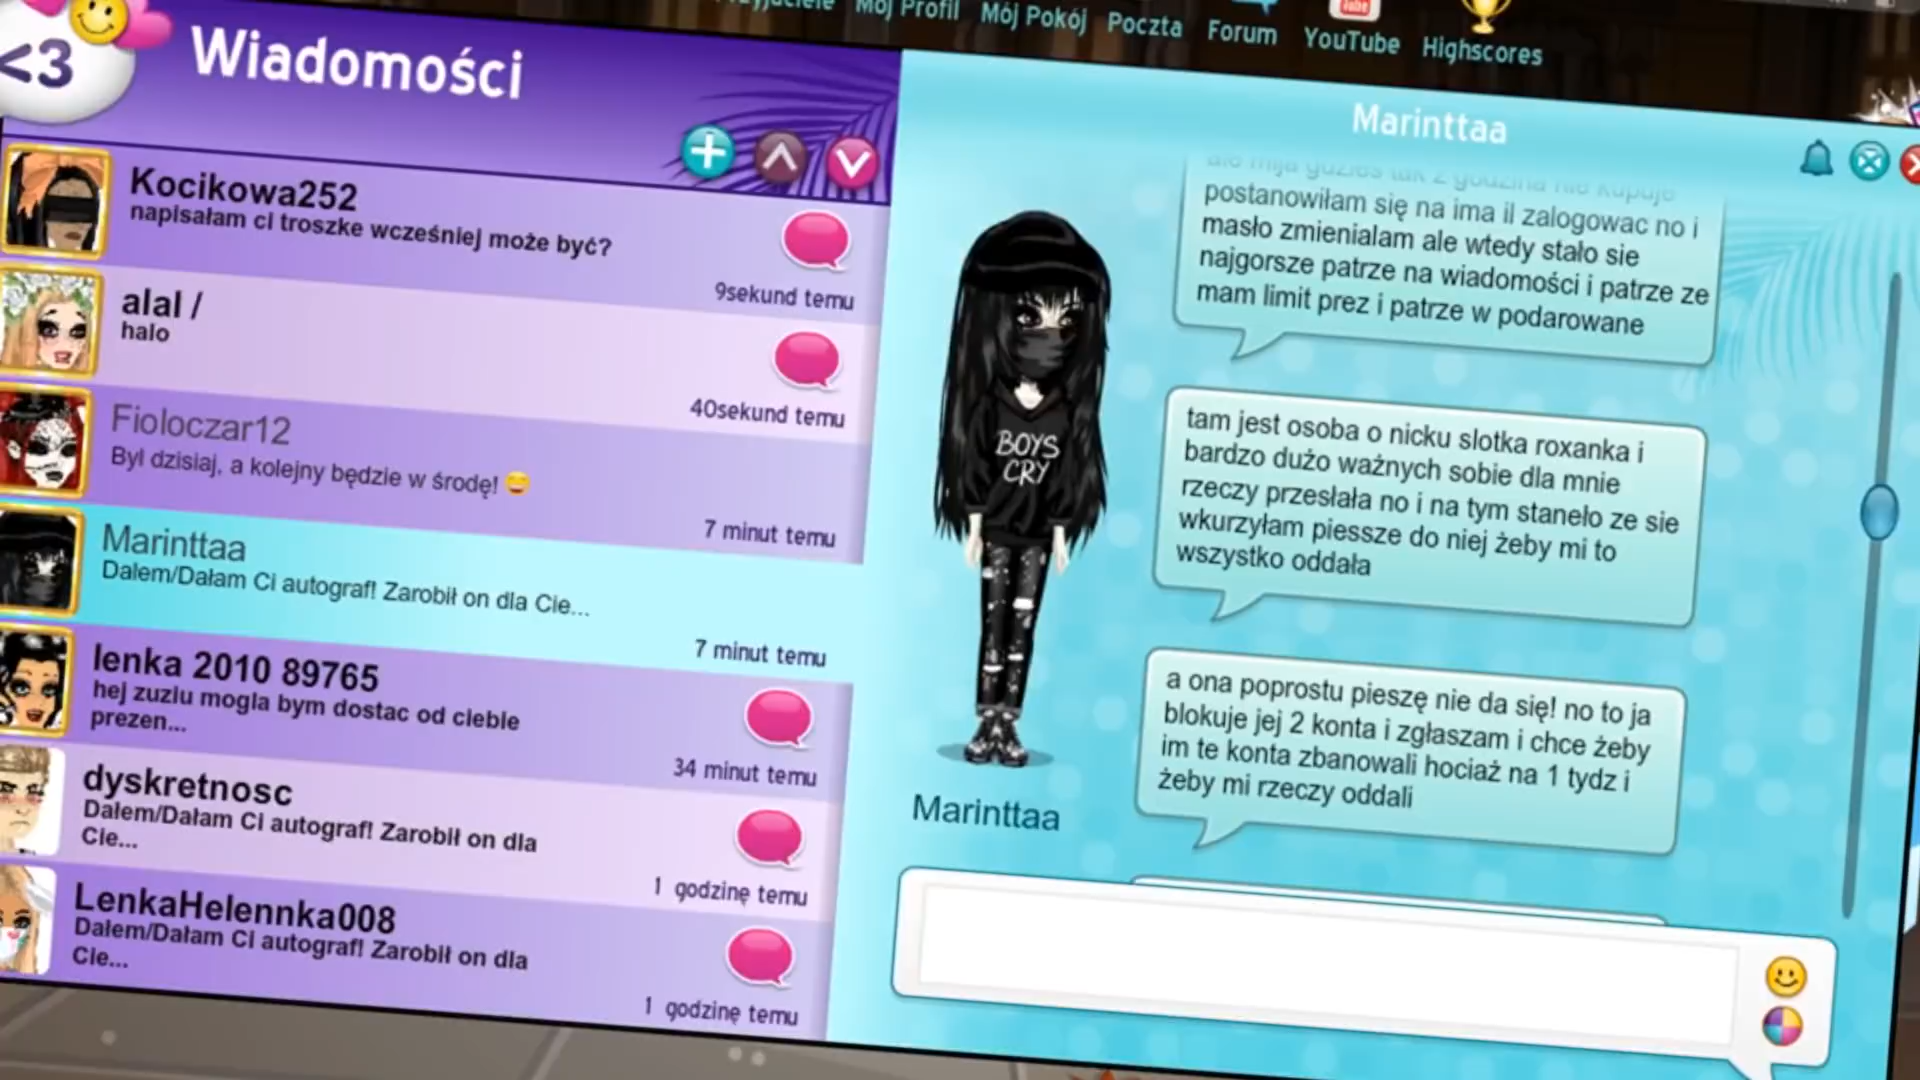 Mój Profil
Mój Pokój
Poczta
Forum
YouTube
Highscores
<3
Wiadomości
Kocikowa252
napisałam ci troszke wcześniej może być?
9sekund temu
alal /
halo
40sekund temu
Fioloczar12
Był dzisiaj, a kolejny będzie w środę! 😄
7 minut temu
Marinttaa
Dałem/Dałam Ci autograf! Zarobił on dla Cie...
7 minut temu
lenka 2010 89765
hej zuziu mogla bym dostac od ciebie
prezen...
34 minut temu
dyskretnosc
Dałem/Dałam Ci autograf! Zarobił on dla
Cie...
1 godzinę temu
LenkaHelennka008
Dałem/Dałam Ci autograf! Zarobił on dla
Cie...
1 godzinę temu
Marinttaa
postanowiłam się na ima il zalogowac no i
masło zmienialam ale wtedy stało sie
najgorsze patrze na wiadomości i patrze ze
mam limit prez i patrze w podarowane
tam jest osoba o nicku slotka roxanka i
bardzo dużo ważnych sobie dla mnie
rzeczy przesłała no i na tym staneło ze sie
wkurzyłam piessze do niej żeby mi to
wszystko oddała
a ona poprostu pieszę nie da się! no to ja
blokuje jej 2 konta i zgłaszam i chce żeby
im te konta zbanowali hociaż na 1 tydz i
żeby mi rzeczy oddali
BOYS
CRY
Marinttaa